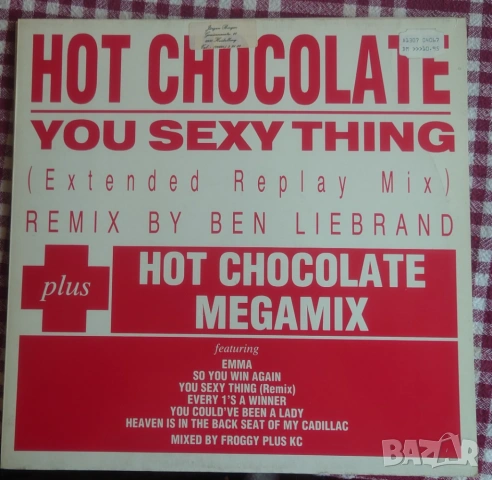 HOT CHOCOLATE
YOU SEXY THING
(Extended Replay Mix)
REMIX BY BEN LIEBRAND
plus
HOT CHOCOLATE
MEGAMIX
featuring
EMMA
SO YOU WIN AGAIN
YOU SEXY THING (Remix)
EVERY 1'S A WINNER
YOU COULD'VE BEEN A LADY
HEAVEN IS IN THE BACK SEAT OF MY CADILLAC
MIXED BY FROGGY PLUS KC
BAZAR